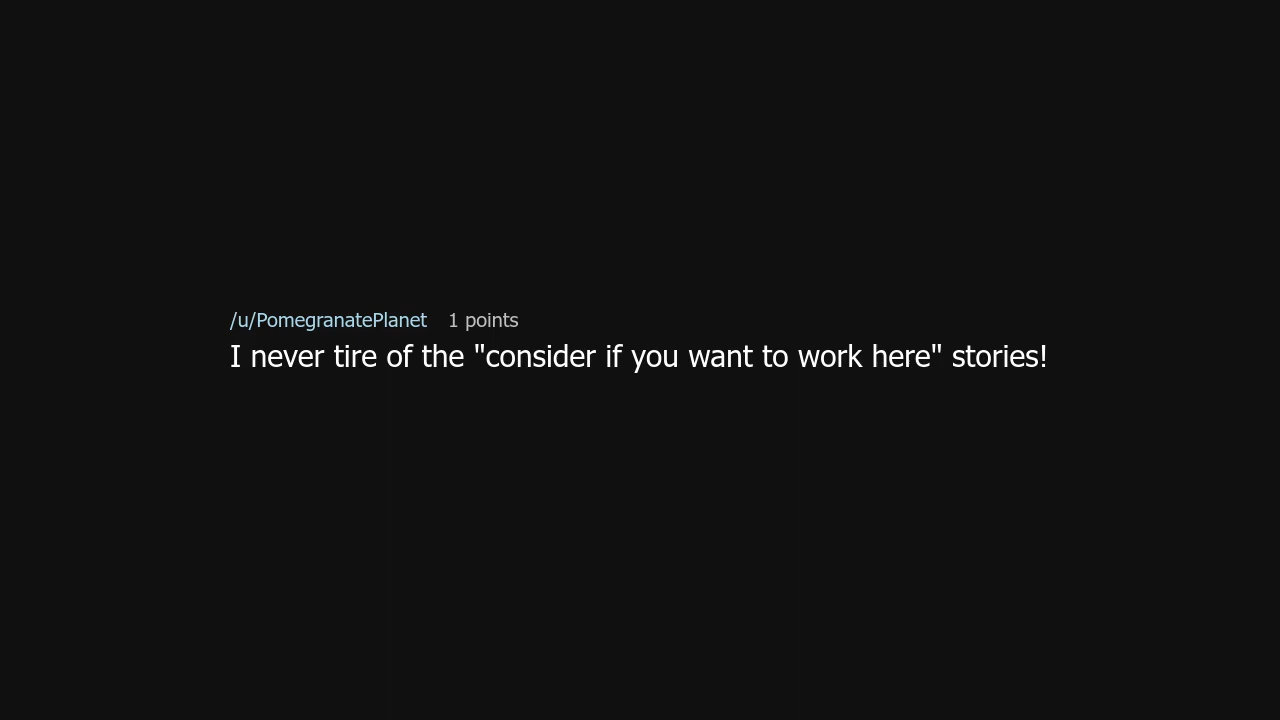 /u/PomegranatePlanet 1 points
I never tire of the "consider if you want to work here" stories!